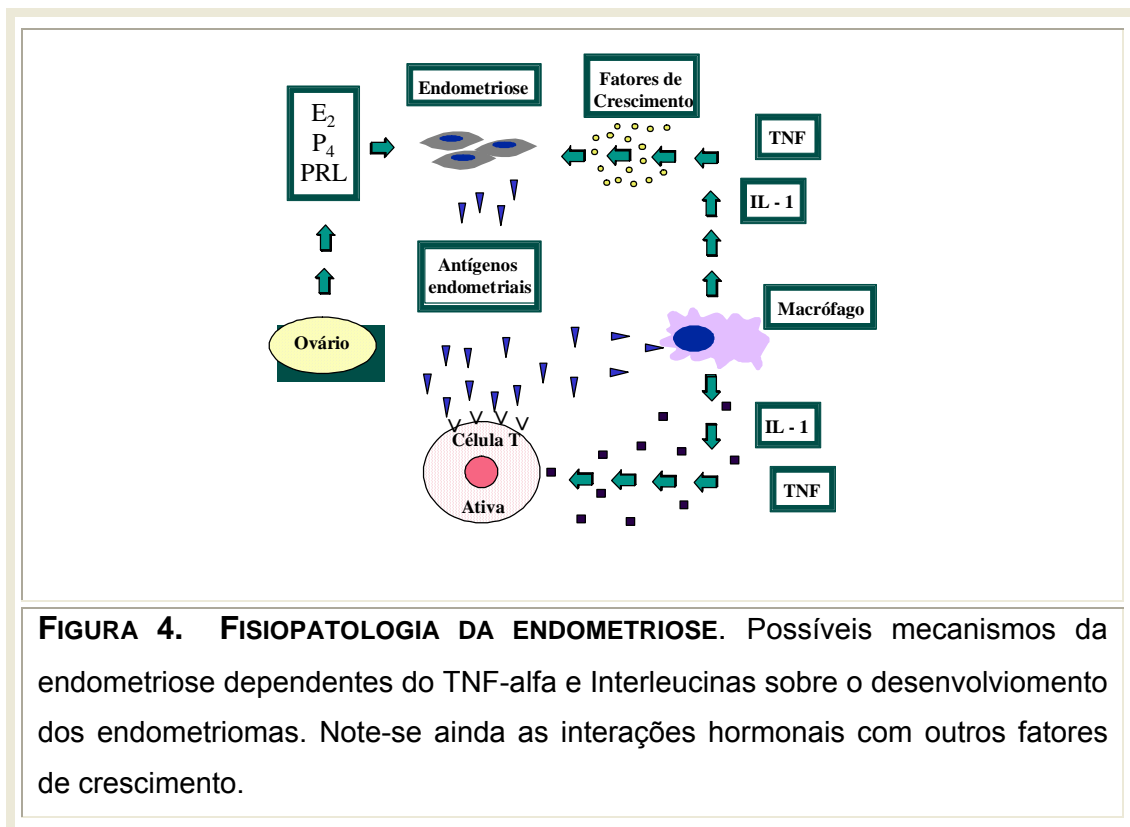 Endometriose
Fatores de
Crescimento
E2
P4
PRL
TNF
IL - 1
Antígenos
endometriais
Macrófago
Ovário
IL - 1
Célula T
TNF
Ativa
FIGURA 4. FISIOPATOLOGIA DA ENDOMETRIOSE. Possíveis mecanismos da
endometriose dependentes do TNF-alfa e Interleucinas sobre o desenvolviomento
dos endometriomas. Note-se ainda as interações hormonais com outros fatores
de crescimento.